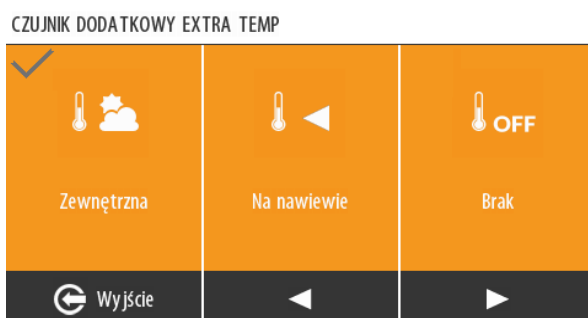 CZUJNIK DODATKOWY EXTRA TEMP
OFF
Zewnętrzna
Na nawiewie
Brak
Wyjście